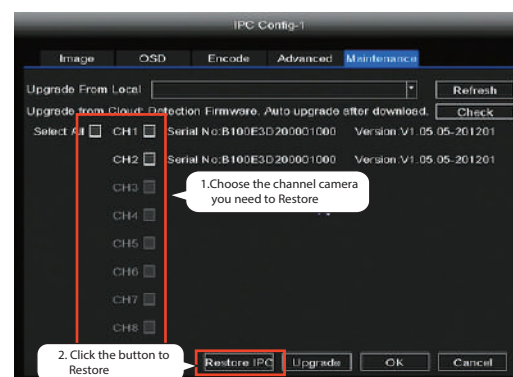 IPC Config-1
Image OSD Encode Advanced Maintenance
Upgrade From Local Refresh
Upgrade from Cloud: Detection Firmware. Auto upgrade after download. Check
Select All CH1 Serial No:B100E3D200001000 Version:V1.05.05-201201
CH2 Serial No:B100E3D200001000 Version:V1.05.05-201201
CH3
1.Choose the channel camera
you need to Restore
CH4
CH5
CH6
CH7
CH8
2. Click the button to
Restore
Restore IPC Upgrade OK Cancel